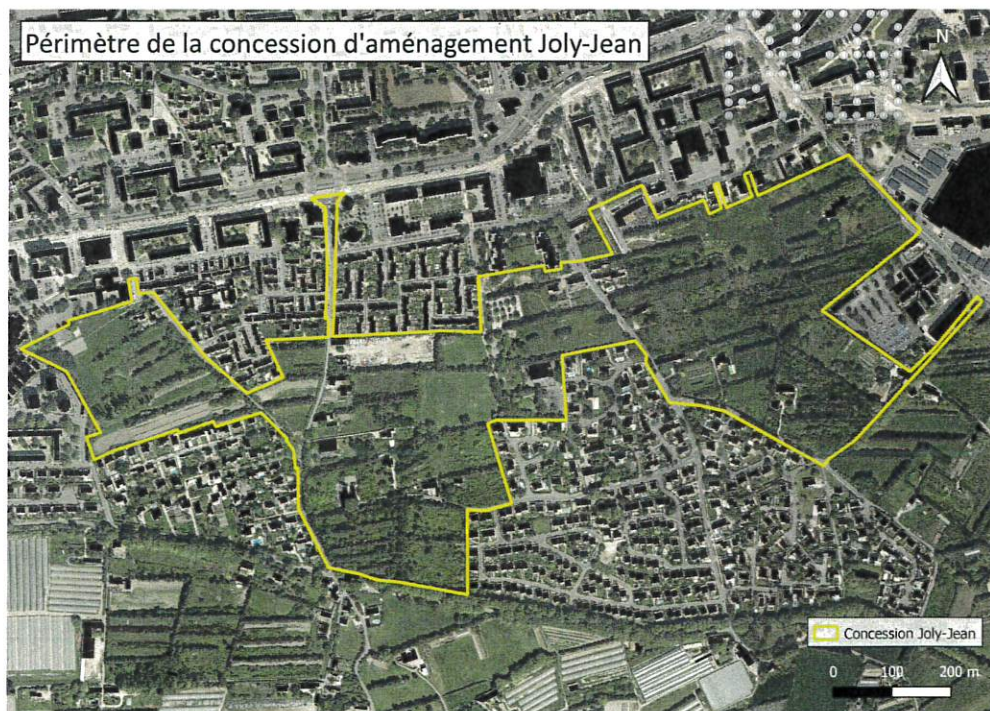 Périmètre de la concession d'aménagement Joly-Jean
N
Concession Joly-Jean
0 100 200 m